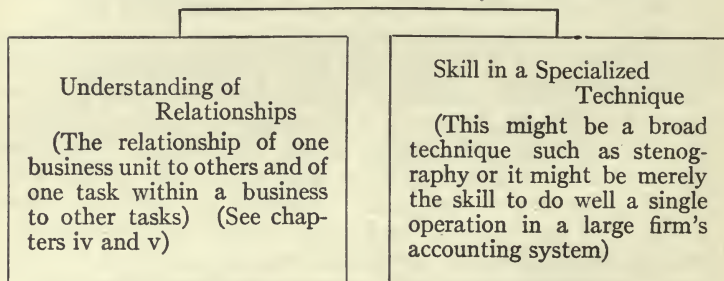 Understanding of
Relationships
(The relationship of one
business unit to others and of
one task within a business
to other tasks) (See chap-
ters iv and v)
Skill in a Specialized
Technique
(This might be a broad
technique such as stenog-
raphy or it might be merely
the skill to do well a single
operation in a large firm's
accounting system)